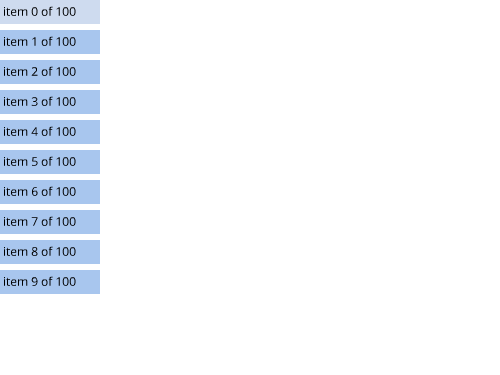 item 0 of 100
item 1 of 100
item 2 of 100
item 3 of 100
item 4 of 100
item 5 of 100
item 6 of 100
item 7 of 100
item 8 of 100
item 9 of 100